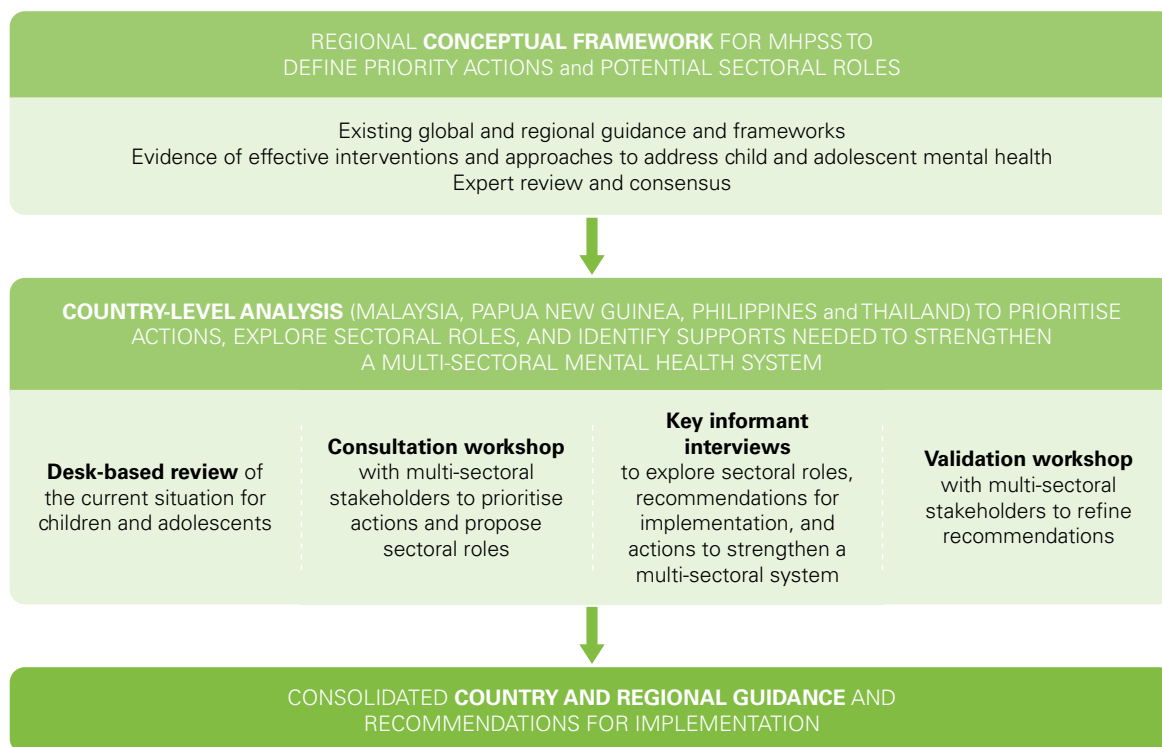 REGIONAL CONCEPTUAL FRAMEWORK FOR MHPSS TO
DEFINE PRIORITY ACTIONS and POTENTIAL SECTORAL ROLES
Existing global and regional guidance and frameworks
Evidence of effective interventions and approaches to address child and adolescent mental health
Expert review and consensus
COUNTRY-LEVEL ANALYSIS (MALAYSIA, PAPUA NEW GUINEA, PHILIPPINES and THAILAND) TO PRIORITISE
ACTIONS, EXPLORE SECTORAL ROLES, AND IDENTIFY SUPPORTS NEEDED TO STRENGTHEN
A MULTI-SECTORAL MENTAL HEALTH SYSTEM
Desk-based review of
the current situation for
children and adolescents
Consultation workshop
with multi-sectoral
stakeholders to prioritise
actions and propose
sectoral roles
Key informant
interviews
to explore sectoral roles,
recommendations for
implementation, and
actions to strengthen a
multi-sectoral system
Validation workshop
with multi-sectoral
stakeholders to refine
recommendations
CONSOLIDATED COUNTRY AND REGIONAL GUIDANCE AND
RECOMMENDATIONS FOR IMPLEMENTATION